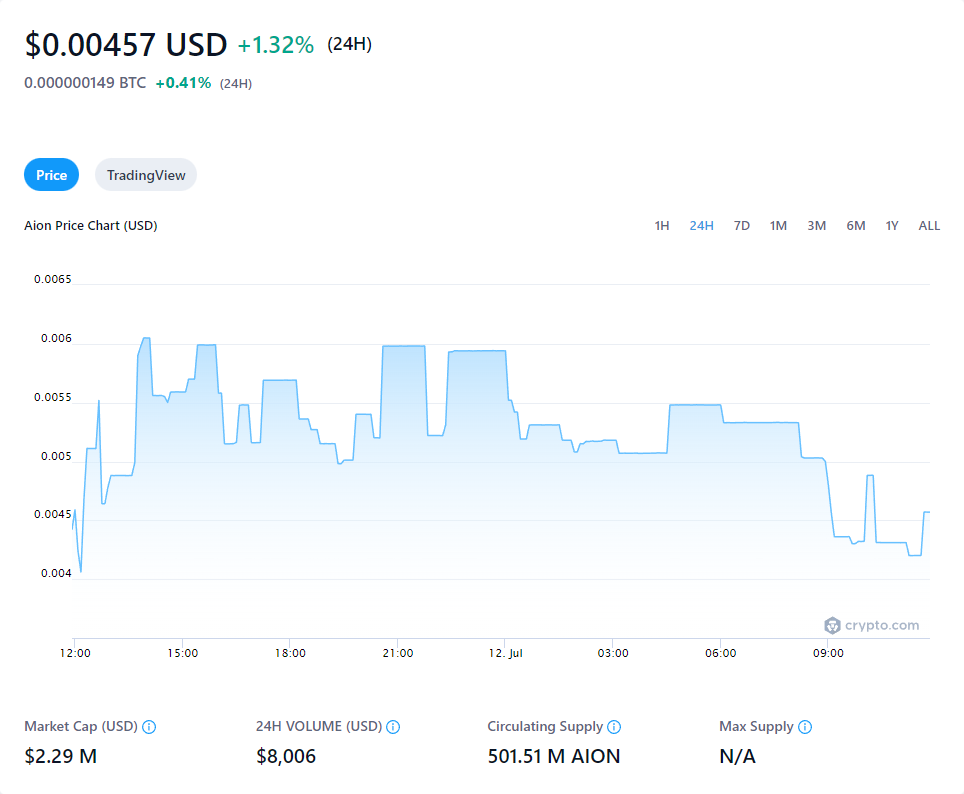 $0.00457 USD +1.32% (24H)
0.000000149 BTC +0.41% (24H)
Price TradingView
Aion Price Chart (USD) 1H 24H 7D 1M 3M 6M 1Y ALL
0.0065
0.006
0.0055
0.005
0.0045
0.004
crypto.com
12:00 15:00 18:00 21:00 12. Jul 03:00 06:00 09:00
Market Cap (USD) 24H VOLUME (USD) Circulating Supply Max Supply
$2.29 M $8,006 501.51 M AION N/A